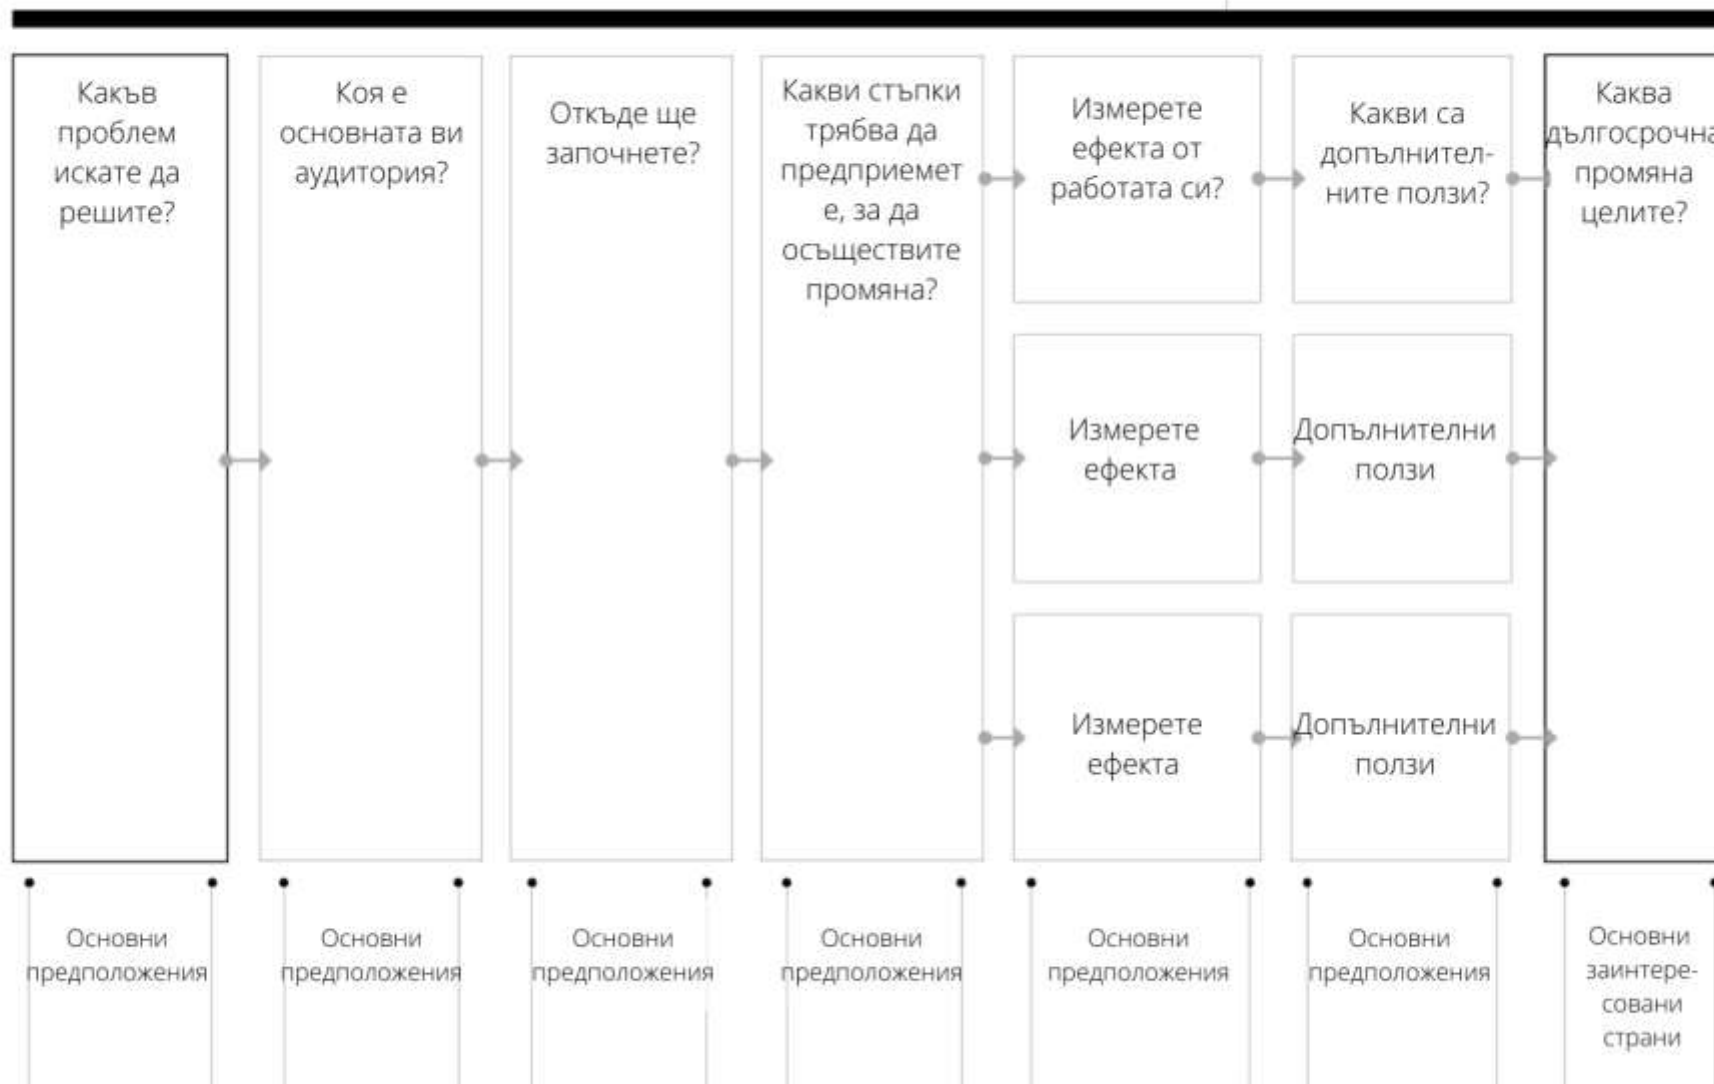 Какъв
проблем
искате да
решите?
Коя е
основната ви
аудитория?
Откъде ще
започнете?
Какви стъпки
трябва да
предприемет
е, за да
осъществите
промяна?
Измерете
ефекта от
работата си?
Какви са
допълнител-
ните ползи?
Каква
дългосрочна
промяна
целите?
Измерете
ефекта
Допълнителни
ползи
Измерете
ефекта
Допълнителни
ползи
Основни
предположения
Основни
предположения
Основни
предположения
Основни
предположения
Основни
предположения
Основни
предположения
Основни
заинтере-
совани
страни